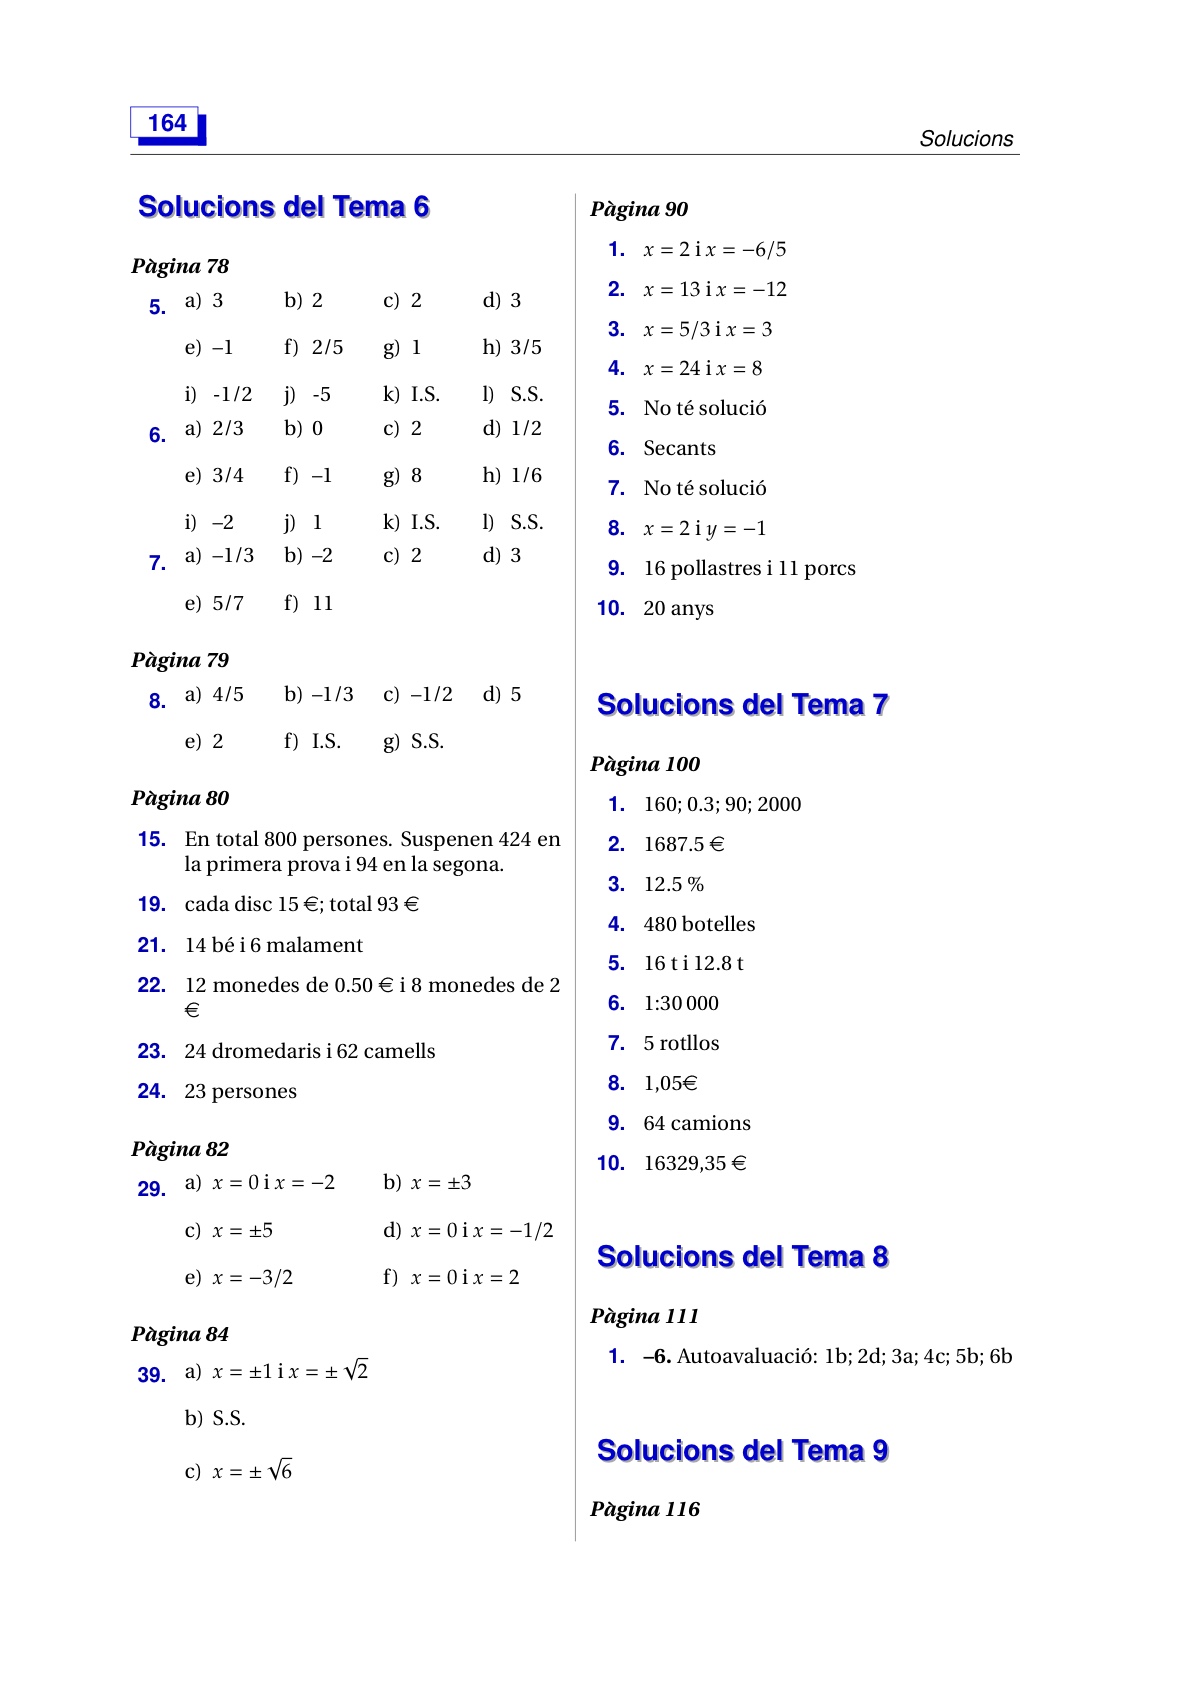 164
Solucions
Solucions del Tema 6
Pàgina 78
5. a) 3 b) 2 c) 2 d) 3
e) –1 f) 2/5 g) 1 h) 3/5
i) -1/2 j) -5 k) I.S. l) S.S.
6. a) 2/3 b) 0 c) 2 d) 1/2
e) 3/4 f) –1 g) 8 h) 1/6
i) –2 j) 1 k) I.S. l) S.S.
7. a) –1/3 b) –2 c) 2 d) 3
e) 5/7 f) 11
Pàgina 79
8. a) 4/5 b) –1/3 c) –1/2 d) 5
e) 2 f) I.S. g) S.S.
Pàgina 80
15. En total 800 persones. Suspenen 424 en
la primera prova i 94 en la segona.
19. cada disc 15 €; total 93 €
21. 14 bé i 6 malament
22. 12 monedes de 0.50 € i 8 monedes de 2
€
23. 24 dromedaris i 62 camells
24. 23 persones
Pàgina 82
29. a) x = 0 i x = −2 b) x = ±3
c) x = ±5 d) x = 0 i x = −1/2
e) x = −3/2 f) x = 0 i x = 2
Pàgina 84
39. a) x = ±1 i x = ± √2
b) S.S.
c) x = ± √6
Pàgina 90
1. x = 2 i x = −6/5
2. x = 13 i x = −12
3. x = 5/3 i x = 3
4. x = 24 i x = 8
5. No té solució
6. Secants
7. No té solució
8. x = 2 i y = −1
9. 16 pollastres i 11 porcs
10. 20 anys
Solucions del Tema 7
Pàgina 100
1. 160; 0.3; 90; 2000
2. 1687.5 €
3. 12.5 %
4. 480 botelles
5. 16 t i 12.8 t
6. 1:30 000
7. 5 rotllos
8. 1,05€
9. 64 camions
10. 16329,35 €
Solucions del Tema 8
Pàgina 111
1. –6. Autoavaluació: 1b; 2d; 3a; 4c; 5b; 6b
Solucions del Tema 9
Pàgina 116